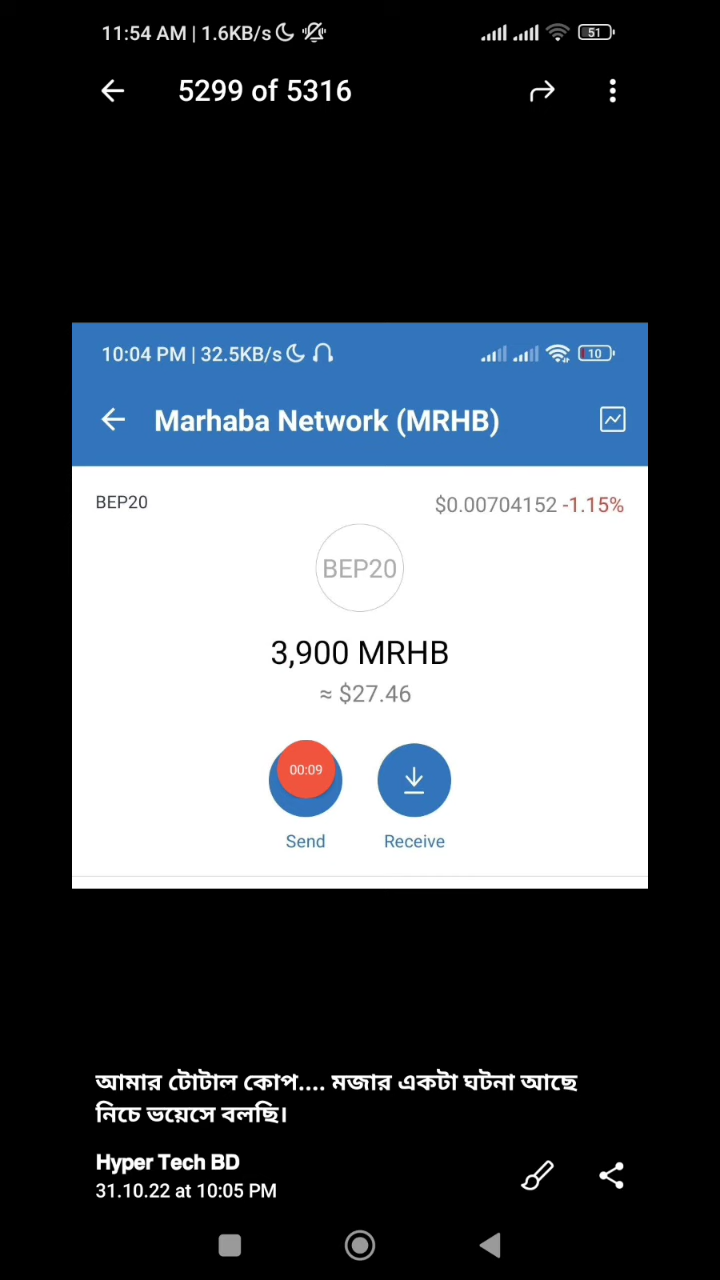 11:54 AM | 1.6KB/s
51
5299 of 5316
10:04 PM | 32.5KB/s
10
Marhaba Network (MRHB)
BEP20
$0.00704152 -1.15%
BEP20
3,900 MRHB
≈ $27.46
00:09
Send
Receive
আমার টোটাল কোপ.... মজার একটা ঘটনা আছে
নিচে ভয়েসে বলছি।
Hyper Tech BD
31.10.22 at 10:05 PM